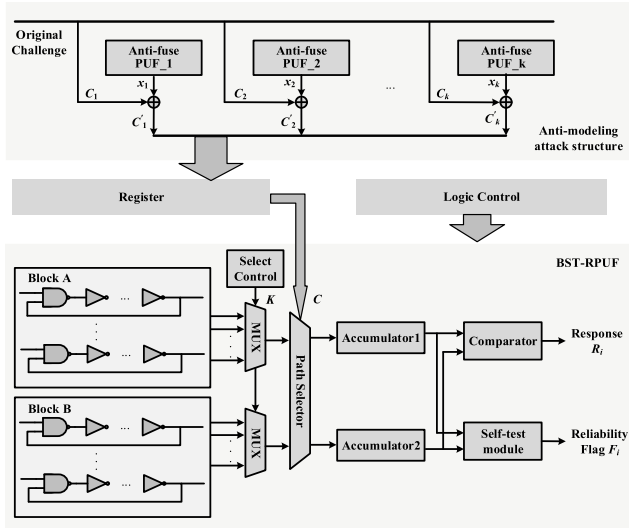 Original
Challenge
Anti-fuse
PUF_1
Anti-fuse
PUF_2
Anti-fuse
PUF_k
x1
x2
xk
...
C1
C2
Ck
C'1
C'2
C'k
Anti-modeling
attack structure
Register
Logic Control
BST-RPUF
Select
Control
K
C
Block A
...
...
Block B
...
...
MUX
MUX
Path Selector
Accumulator1
Accumulator2
Comparator
Self-test
module
Response
Ri
Reliability
Flag Fi